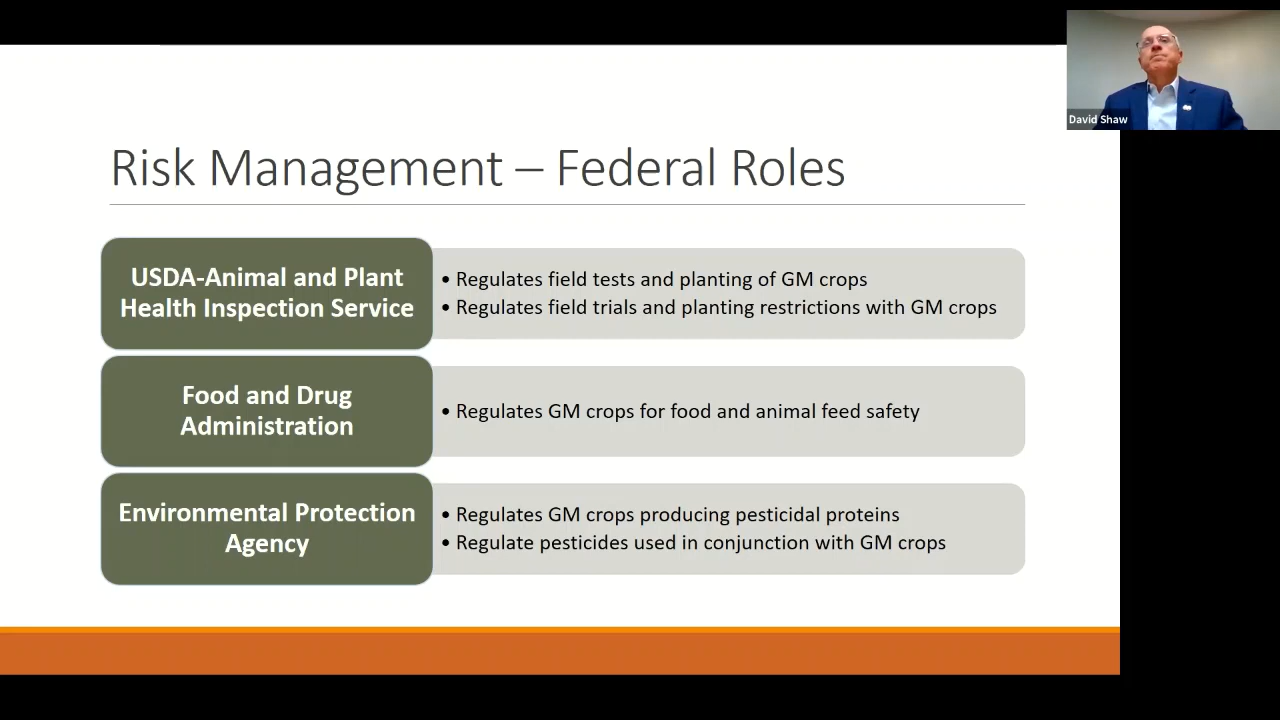 David Shaw
Risk Management – Federal Roles
USDA-Animal and Plant
Health Inspection Service
• Regulates field tests and planting of GM crops
• Regulates field trials and planting restrictions with GM crops
Food and Drug
Administration
• Regulates GM crops for food and animal feed safety
Environmental Protection
Agency
• Regulates GM crops producing pesticidal proteins
• Regulate pesticides used in conjunction with GM crops